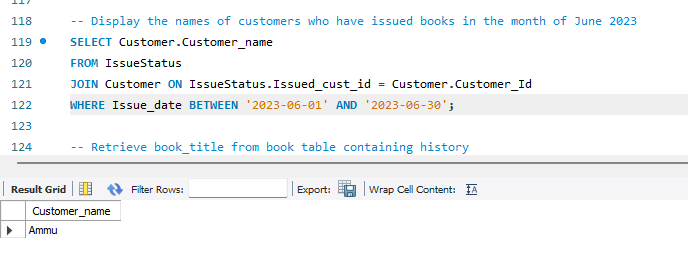 117
118 -- Display the names of customers who have issued books in the month of June 2023
119 SELECT Customer.Customer_name
120 FROM IssueStatus
121 JOIN Customer ON IssueStatus.Issued_cust_id = Customer.Customer_Id
122 WHERE Issue_date BETWEEN '2023-06-01' AND '2023-06-30';
123
124 -- Retrieve book_title from book table containing history
Result Grid Filter Rows: Export: Wrap Cell Content: IA
Customer_name
Ammu